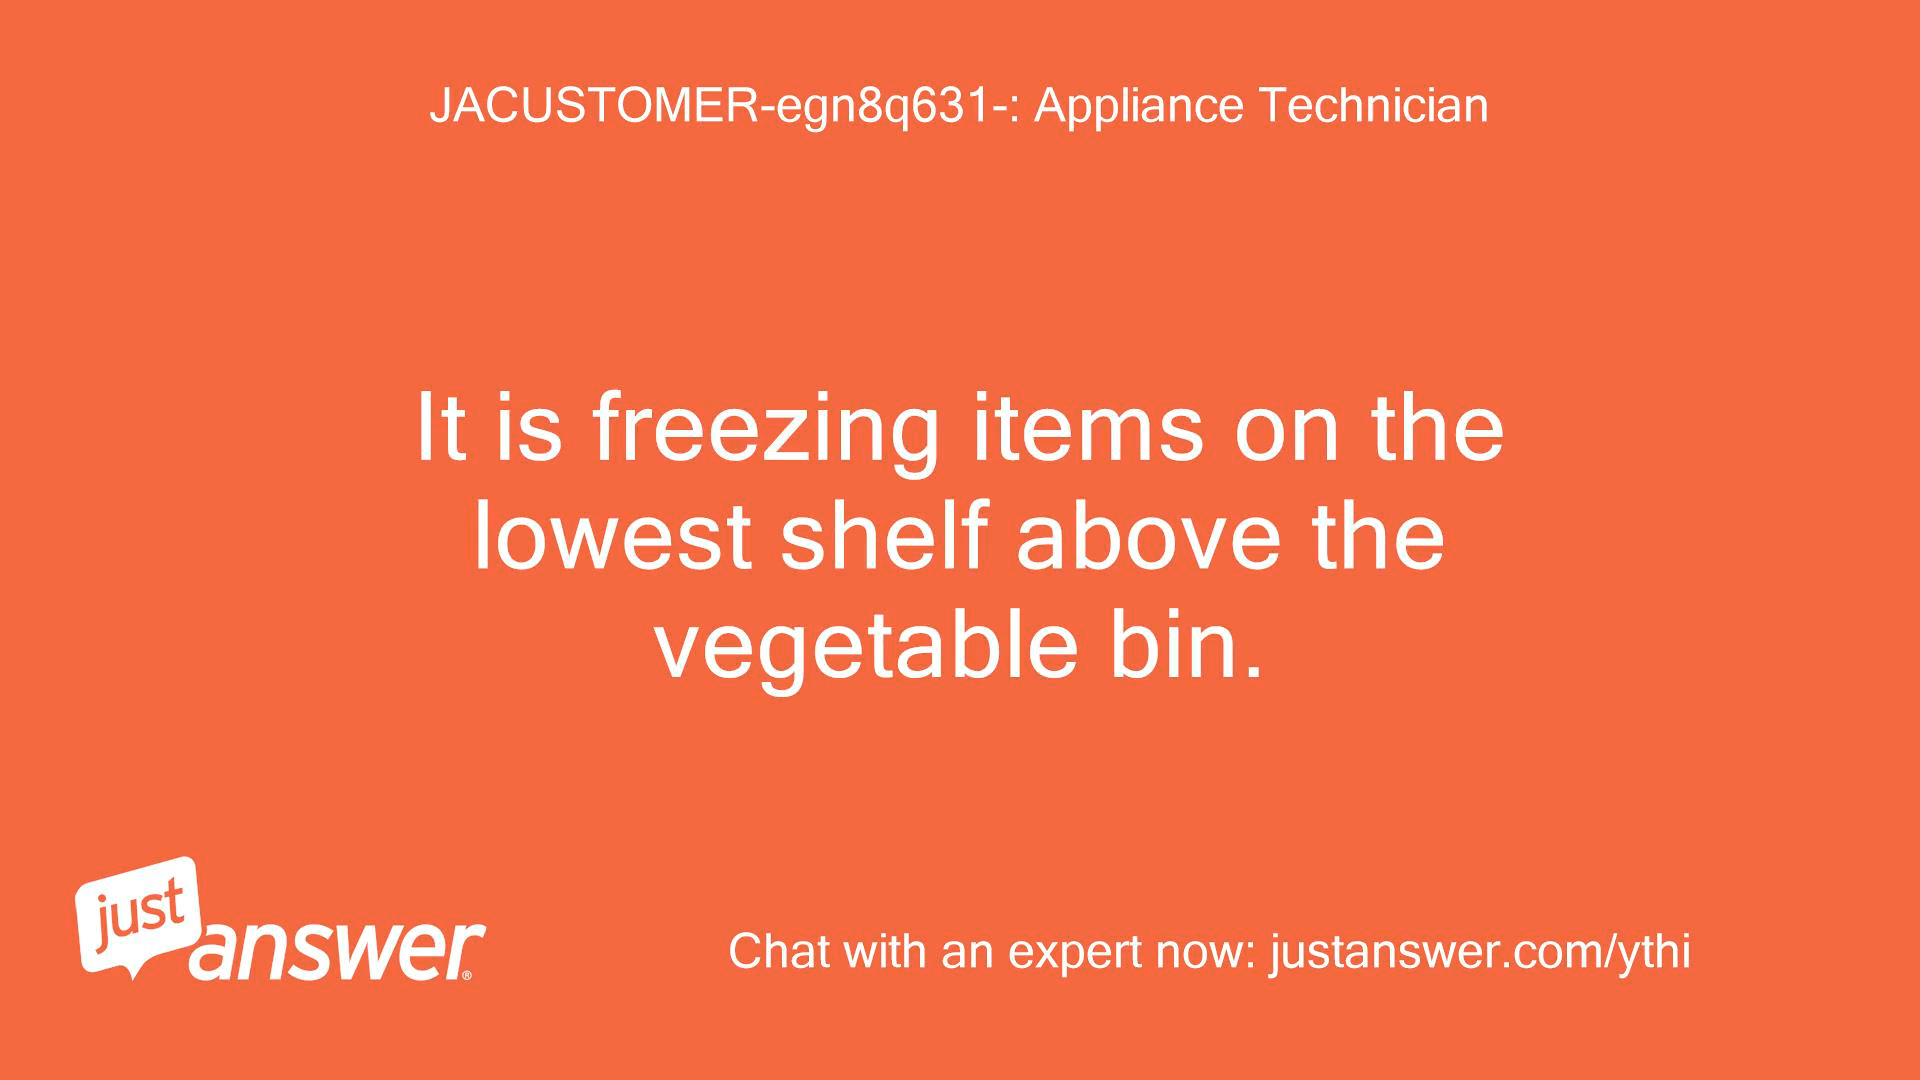 JACUSTOMER-egn8q631-: Appliance Technician
It is freezing items on the
lowest shelf above the
vegetable bin.
just
answer®
Chat with an expert now: justanswer.com/ythi